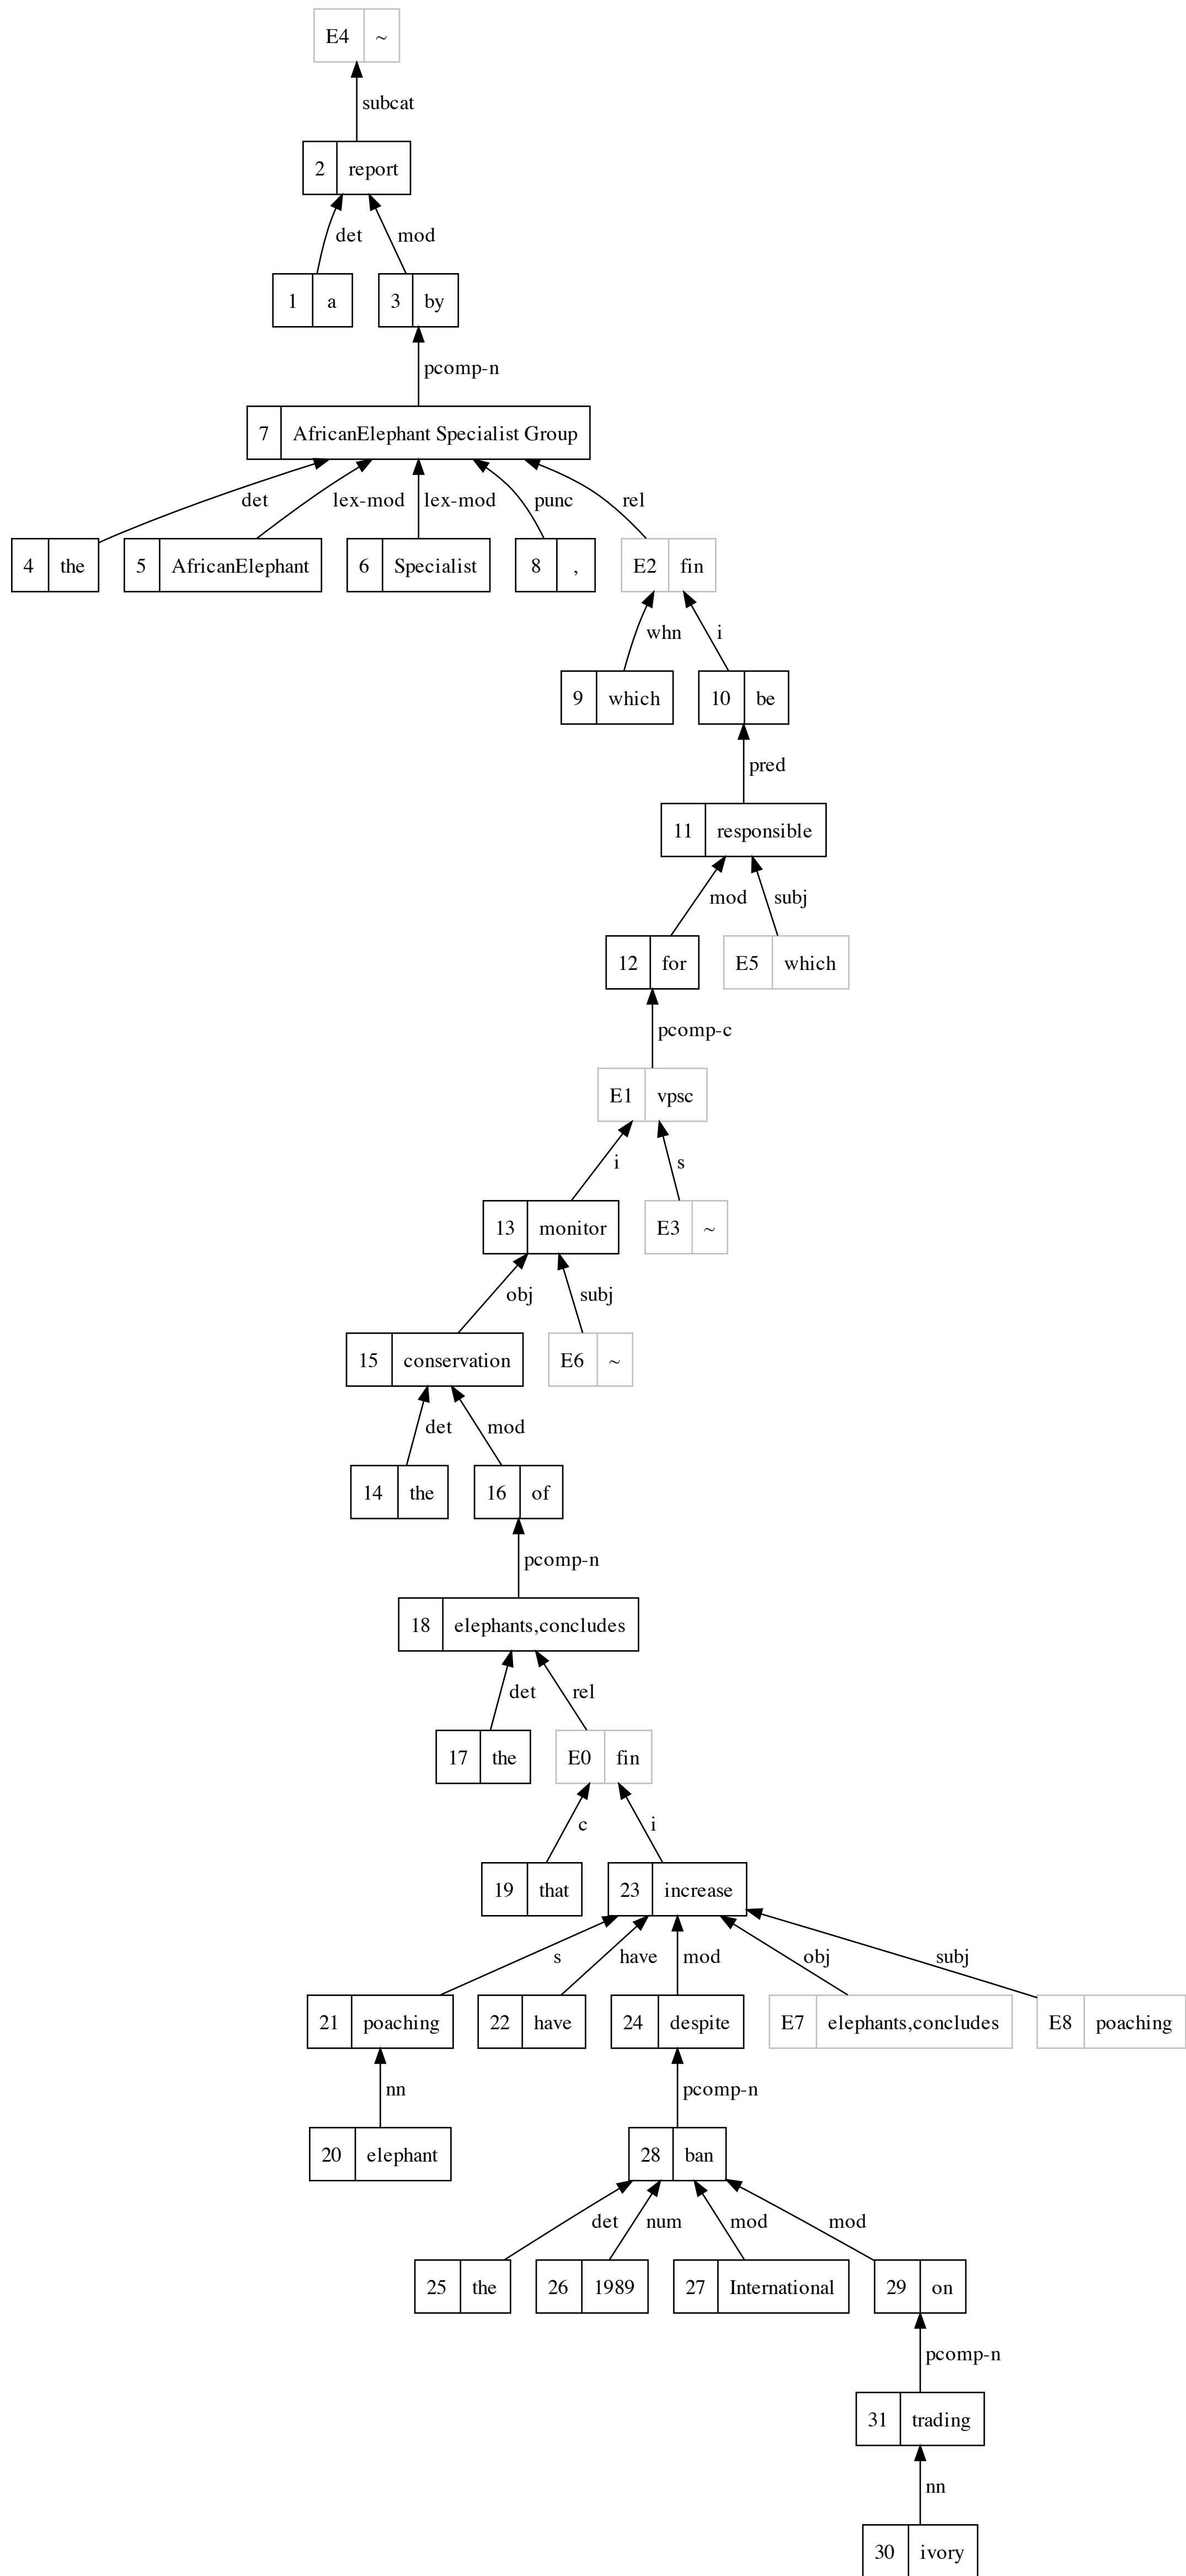 E4 ~
subcat
2 report
det mod
1 a 3 by
pcomp-n
7 AfricanElephant Specialist Group
det lex-mod lex-mod punc rel
4 the 5 AfricanElephant 6 Specialist 8 , E2 fin
whn i
9 which 10 be
pred
11 responsible
mod subj
12 for E5 which
pcomp-c
E1 vpsc
i s
13 monitor E3 ~
obj subj
15 conservation E6 ~
det mod
14 the 16 of
pcomp-n
18 elephants,concludes
det rel
17 the E0 fin
c i
19 that 23 increase
s have mod obj subj
21 poaching 22 have 24 despite E7 elephants,concludes E8 poaching
nn pcomp-n
20 elephant 28 ban
det num mod mod
25 the 26 1989 27 International 29 on
pcomp-n
31 trading
nn
30 ivory